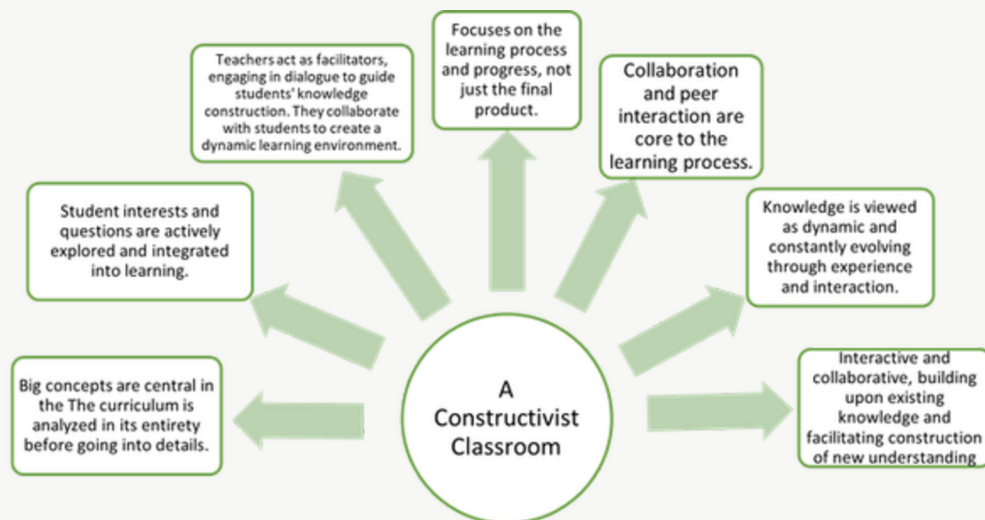 Focuses on the
learning process
and progress, not
just the final
product.
Teachers act as facilitators,
engaging in dialogue to guide
students' knowledge
construction. They collaborate
with students to create a
dynamic learning environment.
Collaboration
and peer
interaction are
core to the
learning process.
Student interests and
questions are actively
explored and integrated
into learning.
Knowledge is viewed
as dynamic and
constantly evolving
through experience
and interaction.
Big concepts are central in
the The curriculum is
analyzed in its entirety
before going into details.
A
Constructivist
Classroom
Interactive and
collaborative, building
upon existing
knowledge and
facilitating construction
of new understanding